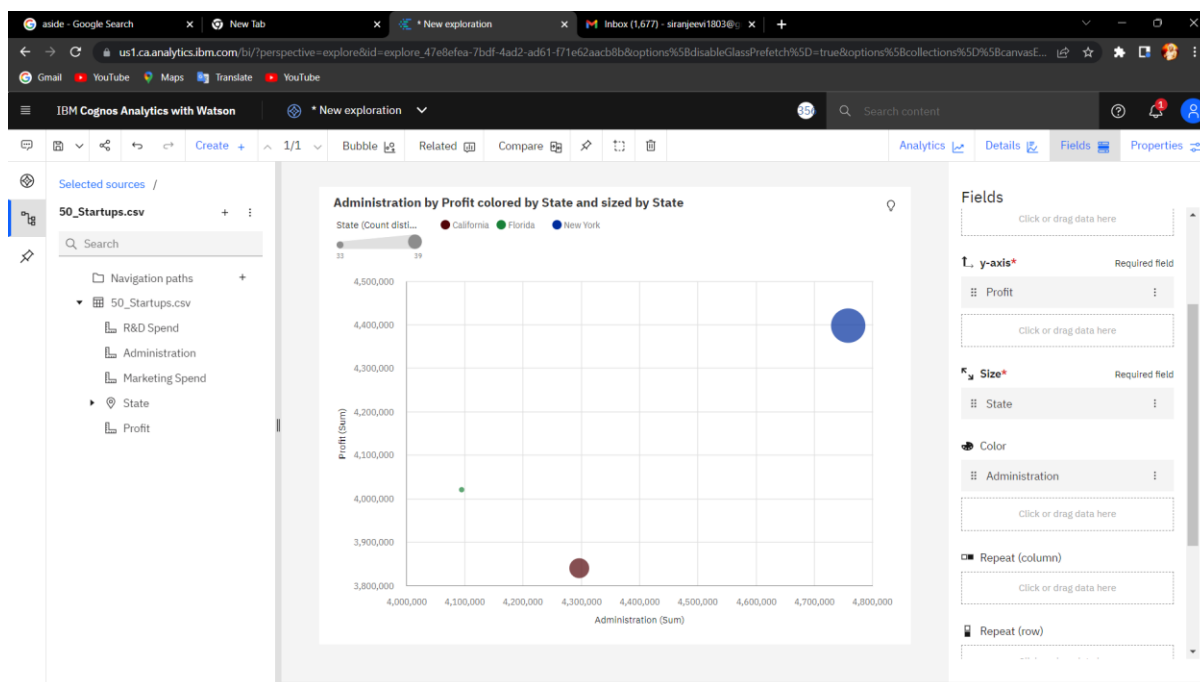 aside - Google Search
New Tab
* New exploration
Inbox (1,677) - siranjeevi1803@g
us1.ca.analytics.ibm.com/bi/?perspective=explore&id=explore_47e8efea-7bdf-4ad2-ad61-f71e62aacb8b&options%5BdisableGlassPrefetch%5D=true&options%5Bcollections%5D%5BcanvasE...
Gmail YouTube Maps Translate YouTube
IBM Cognos Analytics with Watson
* New exploration
Search content
Create + 1/1 Bubble Related Compare
Analytics Details Fields Properties
Selected sources /
50_Startups.csv
Search
Navigation paths
50_Startups.csv
R&D Spend
Administration
Marketing Spend
State
Profit
Administration by Profit colored by State and sized by State
State (Count disti... California Florida New York
33 39
4,500,000
4,400,000
4,300,000
4,200,000
4,100,000
4,000,000
3,900,000
3,800,000
Profit (Sum)
4,000,000 4,100,000 4,200,000 4,300,000 4,400,000 4,500,000 4,600,000 4,700,000 4,800,000
Administration (Sum)
Fields
Click or drag data here
y-axis* Required field
Profit
Click or drag data here
Size* Required field
State
Color
Administration
Click or drag data here
Repeat (column)
Click or drag data here
Repeat (row)